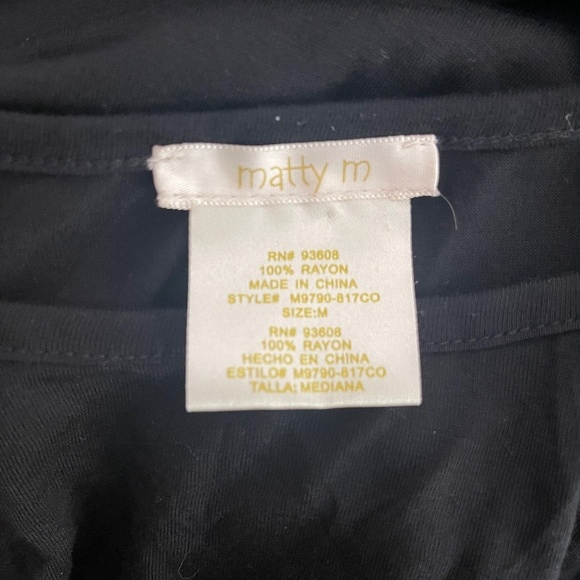 matty m
RN# 93608
100% RAYON
MADE IN CHINA
STYLE# M9790-817CO
SIZE:M
RN# 93608
100% RAYON
HECHO EN CHINA
ESTILO# M9790-817CO
TALLA: MEDIANA